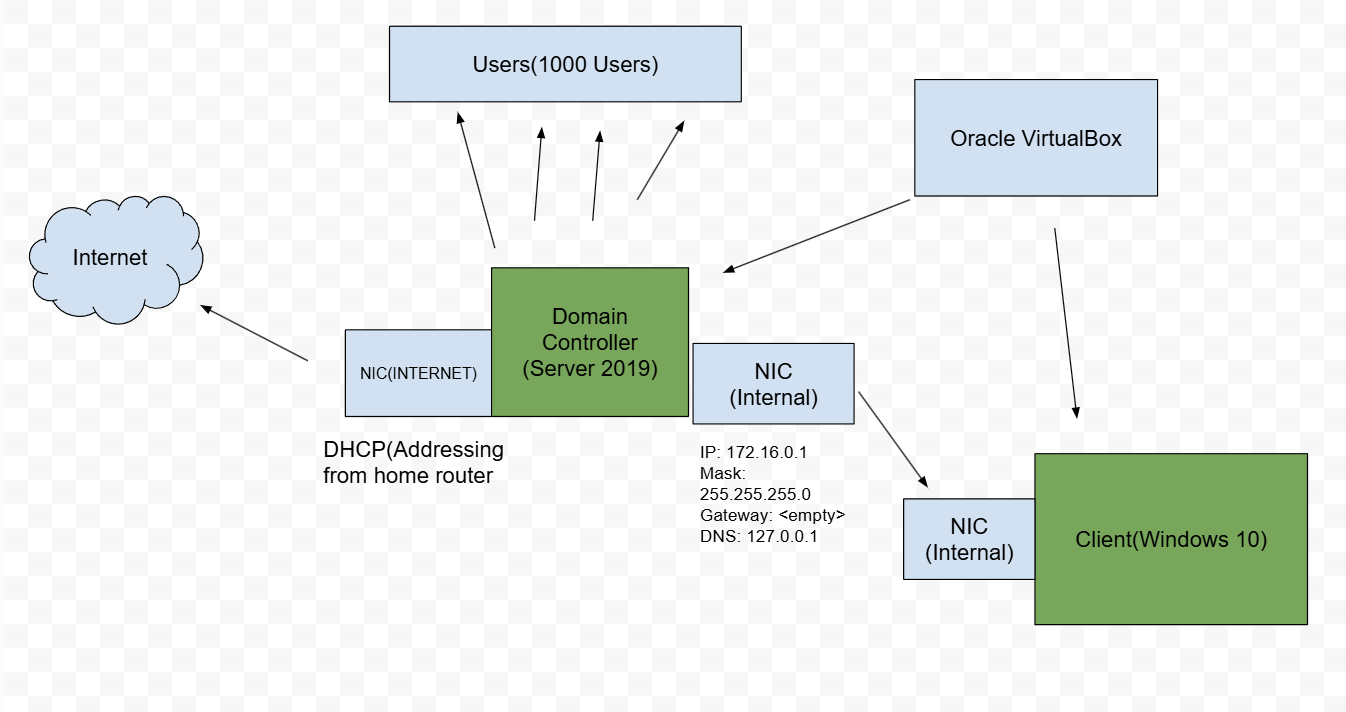 Users(1000 Users)
Oracle VirtualBox
Internet
Domain
Controller
(Server 2019)
NIC(INTERNET)
NIC
(Internal)
DHCP(Addressing
from home router
IP: 172.16.0.1
Mask:
255.255.255.0
Gateway: <empty>
DNS: 127.0.0.1
NIC
(Internal)
Client(Windows 10)